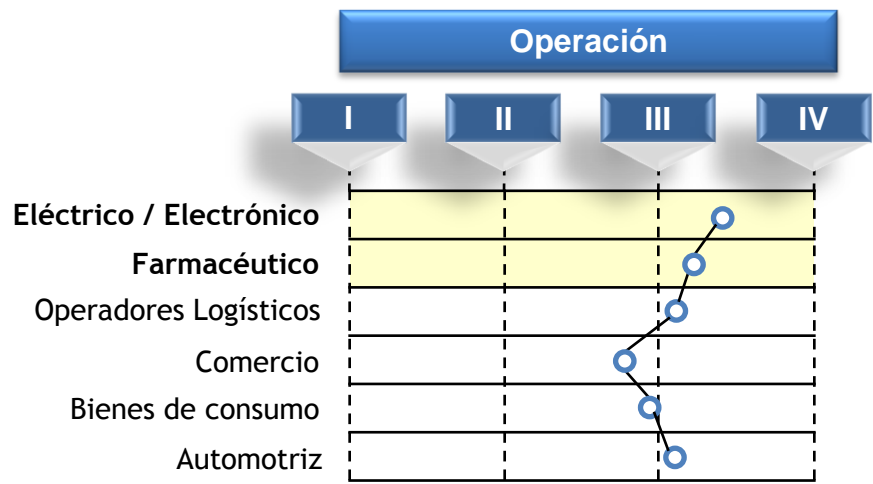 Operación
I II III IV
Eléctrico / Electrónico
Farmacéutico
Operadores Logísticos
Comercio
Bienes de consumo
Automotriz